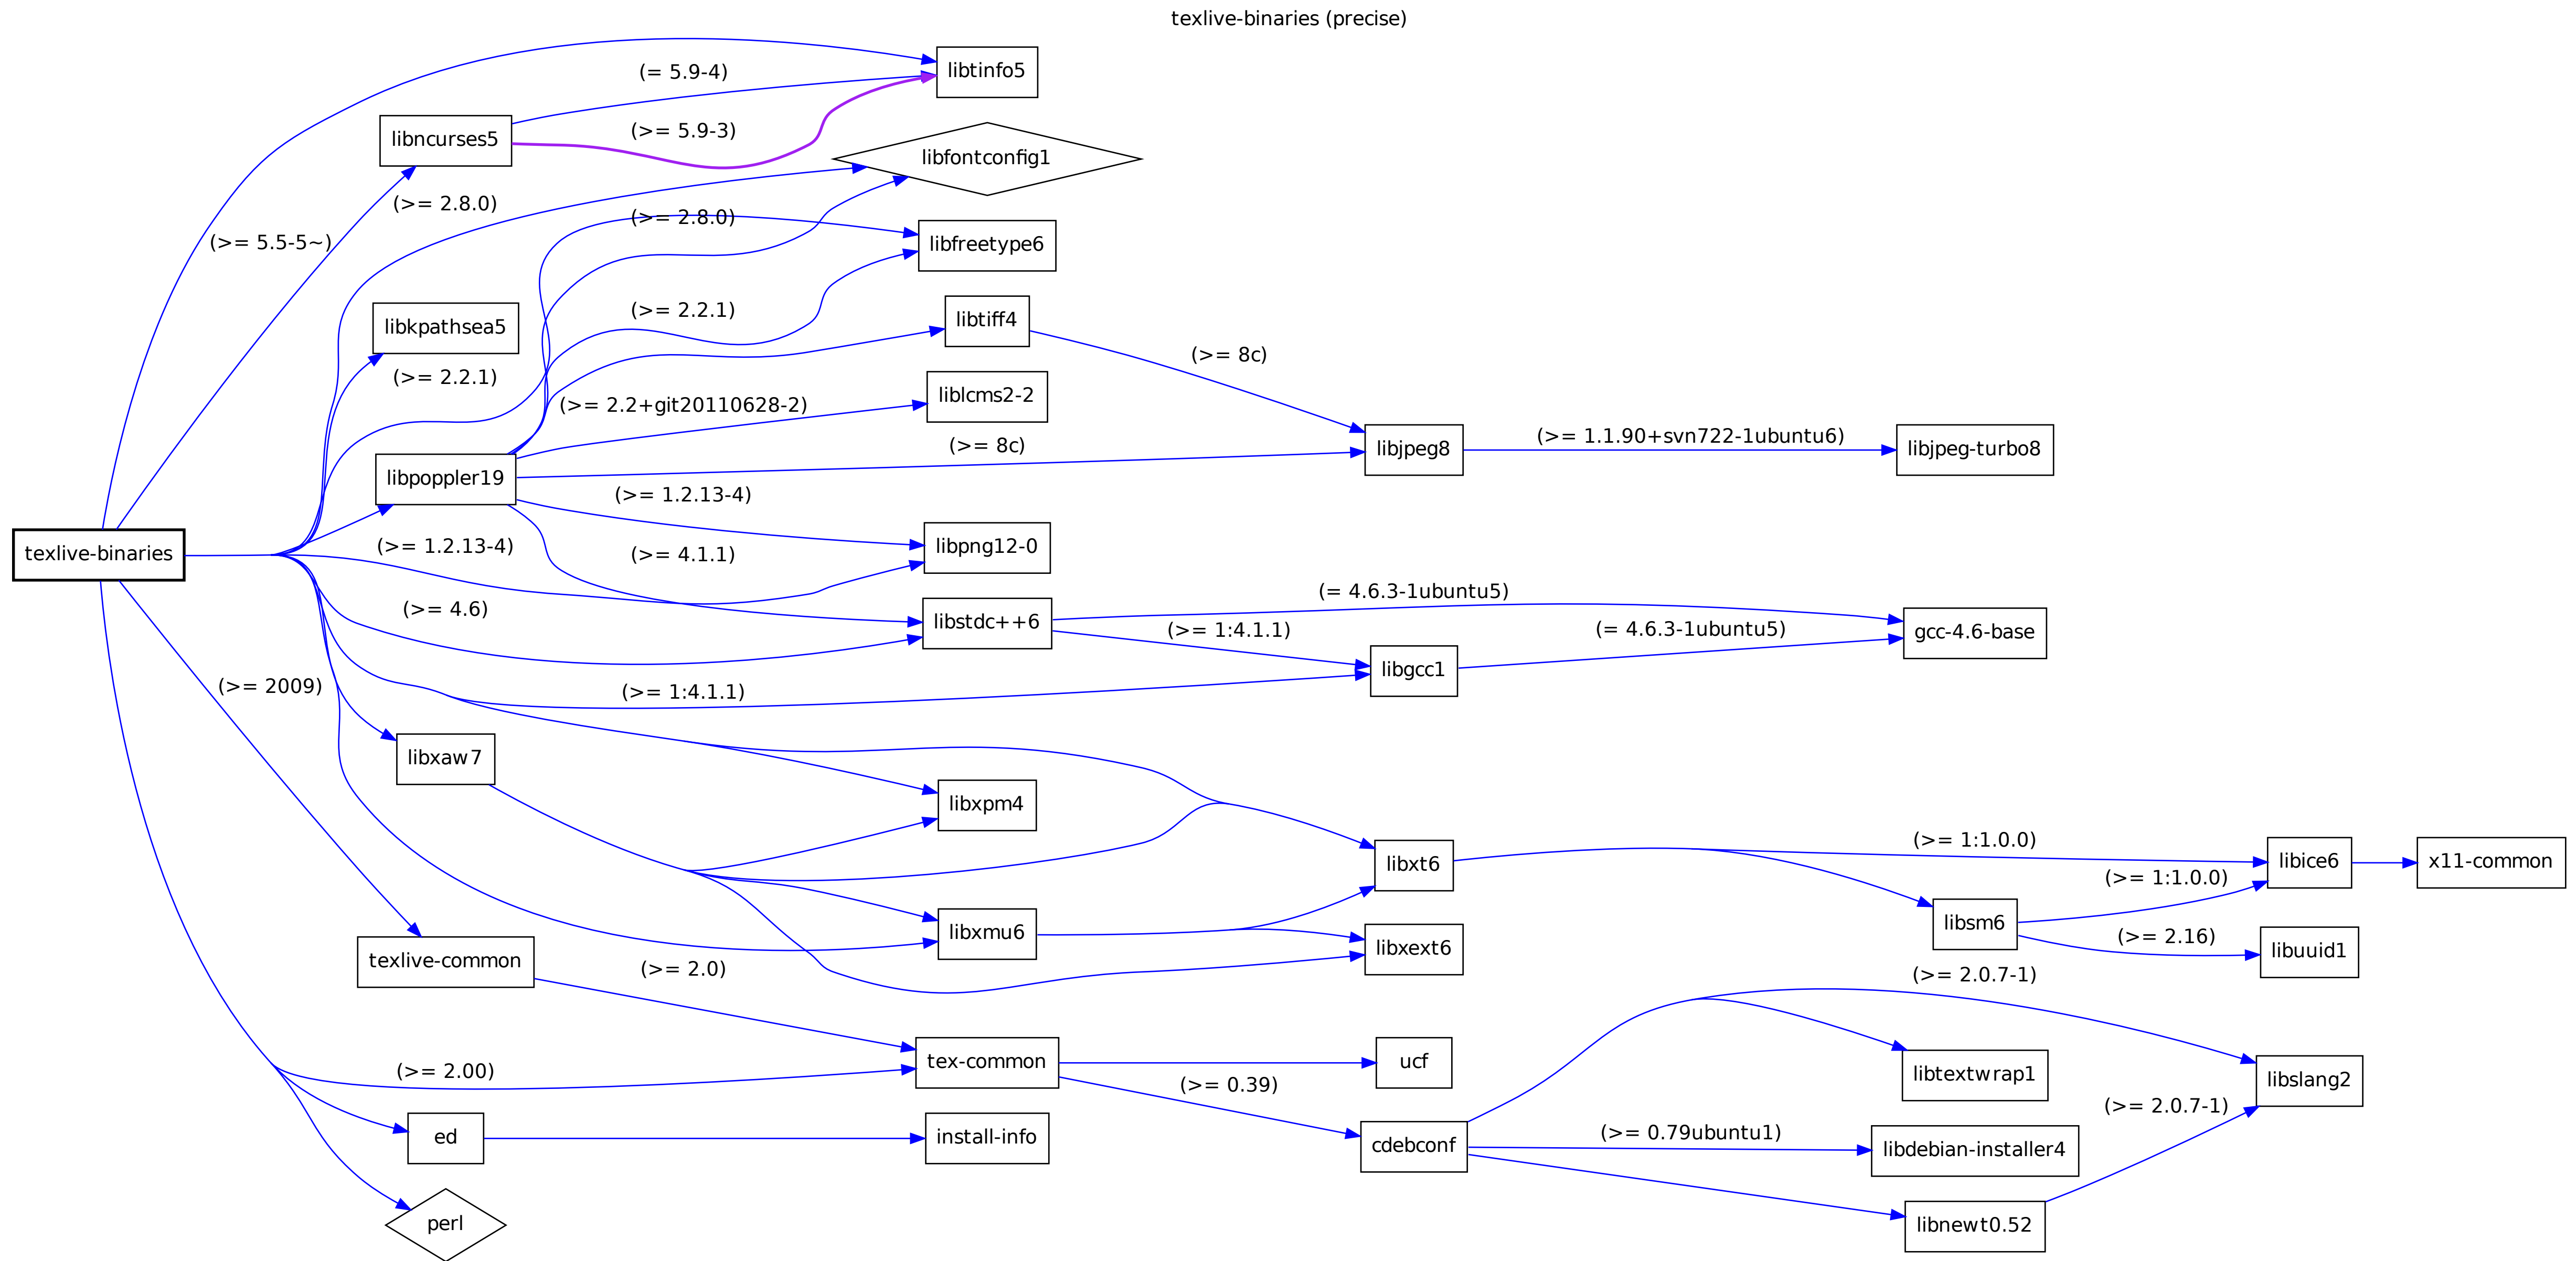 texlive-binaries (precise)
libtinfo5
(= 5.9-4)
(>= 5.9-3)
libncurses5
libfontconfig1
(>= 2.8.0)
(>= 2.8.0)
(>= 5.5-5~)
libfreetype6
libkpathsea5
(>= 2.2.1)
libtiff4
(>= 8c)
(>= 2.2.1)
liblcms2-2
(>= 2.2+git20110628-2)
(>= 8c)
libjpeg8
(>= 1.1.90+svn722-1ubuntu6)
libjpeg-turbo8
libpoppler19
(>= 1.2.13-4)
texlive-binaries
(>= 1.2.13-4)
(>= 4.1.1)
libpng12-0
(>= 4.6)
libstdc++6
(= 4.6.3-1ubuntu5)
(>= 1:4.1.1)
(= 4.6.3-1ubuntu5)
gcc-4.6-base
libgcc1
(>= 2009)
(>= 1:4.1.1)
libxaw7
libxpm4
libxt6
(>= 1:1.0.0)
libice6
x11-common
(>= 1:1.0.0)
libsm6
(>= 2.16)
libuuid1
libxmu6
libxext6
texlive-common
(>= 2.0)
(>= 2.0.7-1)
(>= 2.00)
tex-common
ucf
(>= 0.39)
libtextwrap1
libslang2
(>= 2.0.7-1)
ed
install-info
cdebconf
(>= 0.79ubuntu1)
libdebian-installer4
perl
libnewt0.52